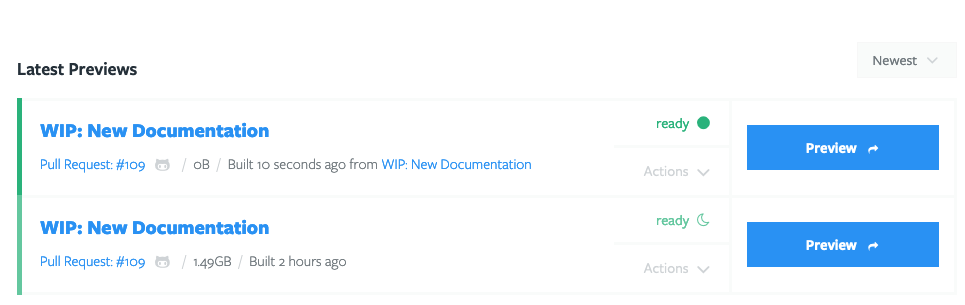 Newest
Latest Previews
WIP: New Documentation
ready
Pull Request: #109 / 0B / Built 10 seconds ago from WIP: New Documentation
Actions
Preview
WIP: New Documentation
ready
Pull Request: #109 / 1.49GB / Built 2 hours ago
Actions
Preview